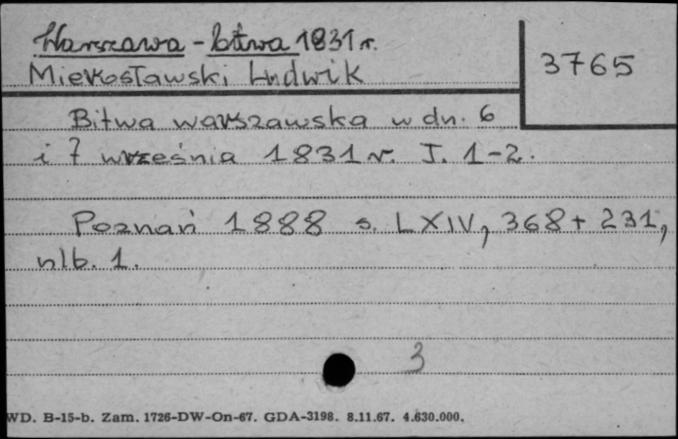 Warszawa - bitwa 1831 r.
3765
Mierosławski Ludwik
Bitwa warszawska w dn. 6
i 7 września 1831 r. T. 1-2.
Poznań 1888 s. LXIV, 368 + 231,
nlb. 1.
3
WD. B-15-b. Zam. 1726-DW-On-67. GDA-3198. 8.11.67. 4.630.000.